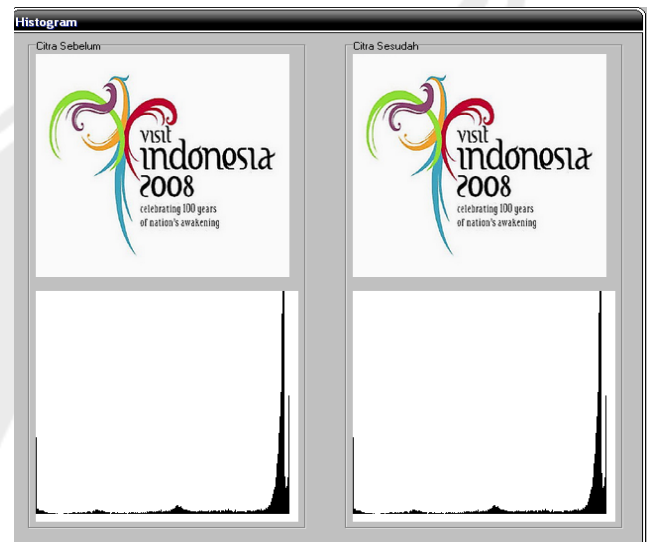 Histogram
Citra Sebelum
visit
indonesia
2008
celebrating 100 years
of nation's awakening
Citra Sesudah
visit
indonesia
2008
celebrating 100 years
of nation's awakening